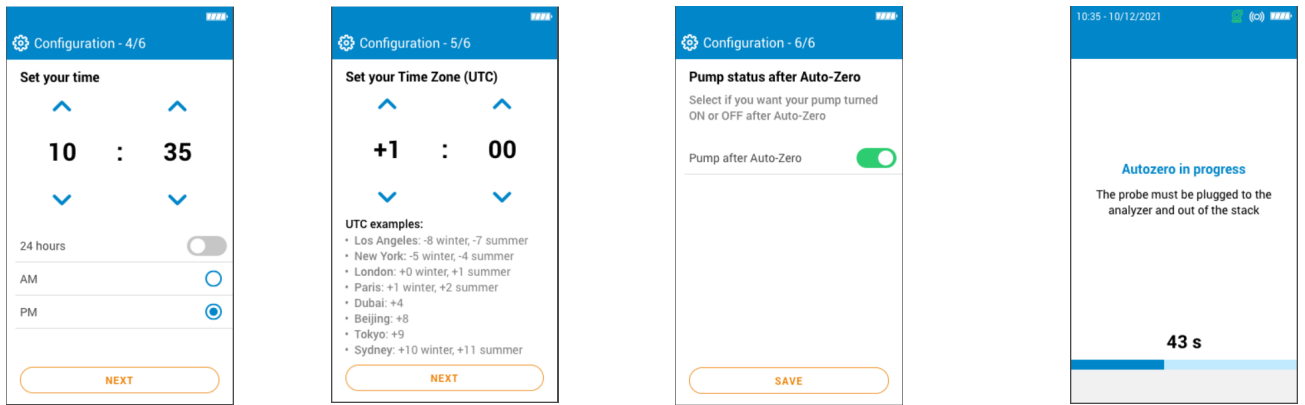 Configuration - 4/6
Set your time
10 : 35
24 hours
AM
PM
NEXT
Configuration - 5/6
Set your Time Zone (UTC)
+1 : 00
UTC examples:
• Los Angeles: -8 winter, -7 summer
• New York: -5 winter, -4 summer
• London: +0 winter, +1 summer
• Paris: +1 winter, +2 summer
• Dubai: +4
• Beijing: +8
• Tokyo: +9
• Sydney: +10 winter, +11 summer
NEXT
Configuration - 6/6
Pump status after Auto-Zero
Select if you want your pump turned
ON or OFF after Auto-Zero
Pump after Auto-Zero
SAVE
10:35 - 10/12/2021
Autozero in progress
The probe must be plugged to the
analyzer and out of the stack
43 s